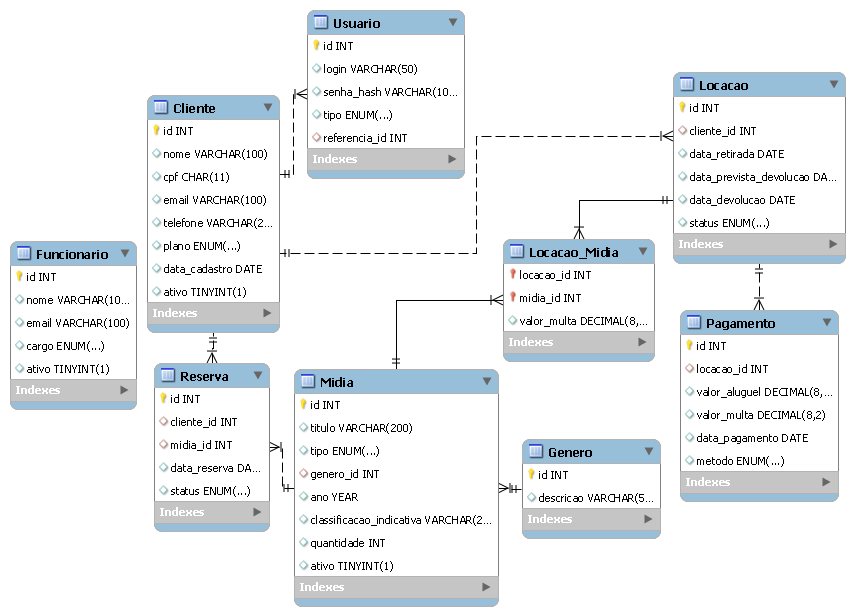 Usuario
id INT
login VARCHAR(50)
senha_hash VARCHAR(10...
tipo ENUM(...)
referencia_id INT
Indexes
Cliente
id INT
nome VARCHAR(100)
cpf CHAR(11)
email VARCHAR(100)
telefone VARCHAR(2...
plano ENUM(...)
data_cadastro DATE
ativo TINYINT(1)
Indexes
Locacao
id INT
cliente_id INT
data_retirada DATE
data_prevista_devolucao DA...
data_devolucao DATE
status ENUM(...)
Indexes
Funcionario
id INT
nome VARCHAR(10...
email VARCHAR(100)
cargo ENUM(...)
ativo TINYINT(1)
Indexes
Locacao_Midia
locacao_id INT
midia_id INT
valor_multa DECIMAL(8,...
Indexes
Pagamento
id INT
locacao_id INT
valor_aluguel DECIMAL(8,...
valor_multa DECIMAL(8,2)
data_pagamento DATE
metodo ENUM(...)
Indexes
Reserva
id INT
cliente_id INT
midia_id INT
data_reserva DA...
status ENUM(...)
Indexes
Midia
id INT
titulo VARCHAR(200)
tipo ENUM(...)
genero_id INT
ano YEAR
classificacao_indicativa VARCHAR(2...
quantidade INT
ativo TINYINT(1)
Indexes
Genero
id INT
descricao VARCHAR(5...
Indexes